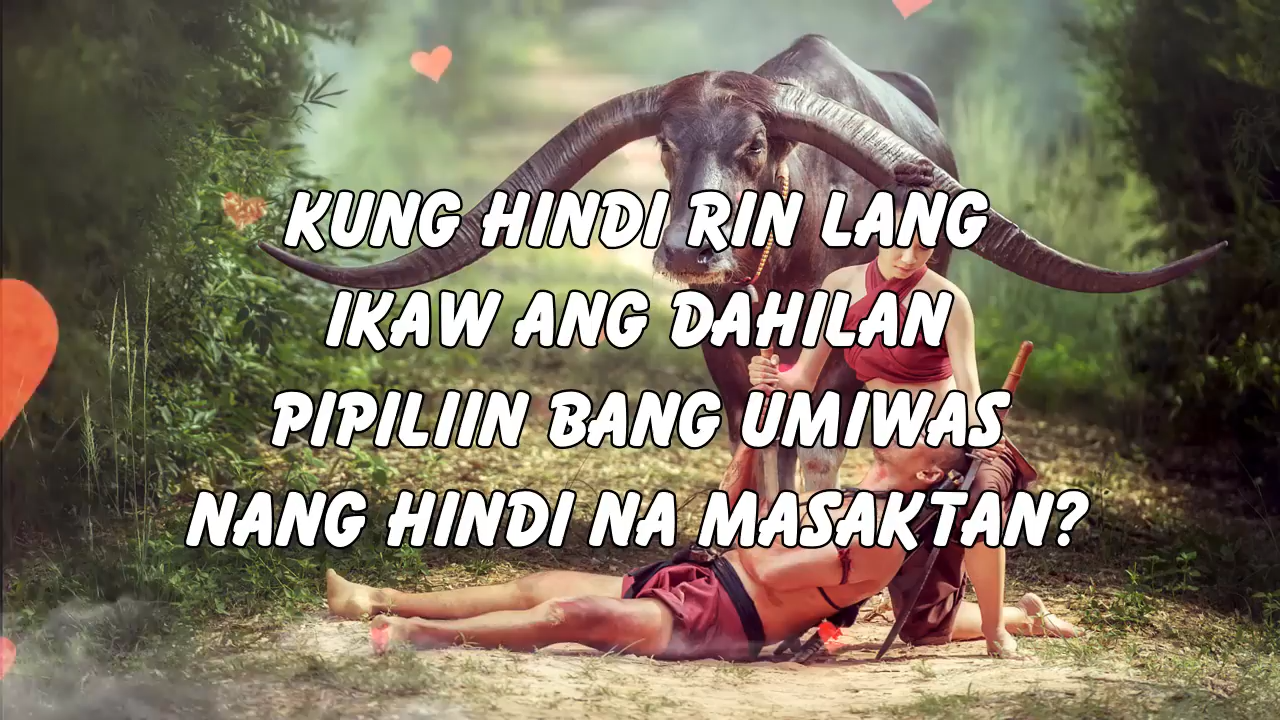 KUNG HINDI RIN LANG
IKAW ANG DAHILAN
PIPILIIN BANG UMIWAS
NANG HINDI NA MASAKTAN?